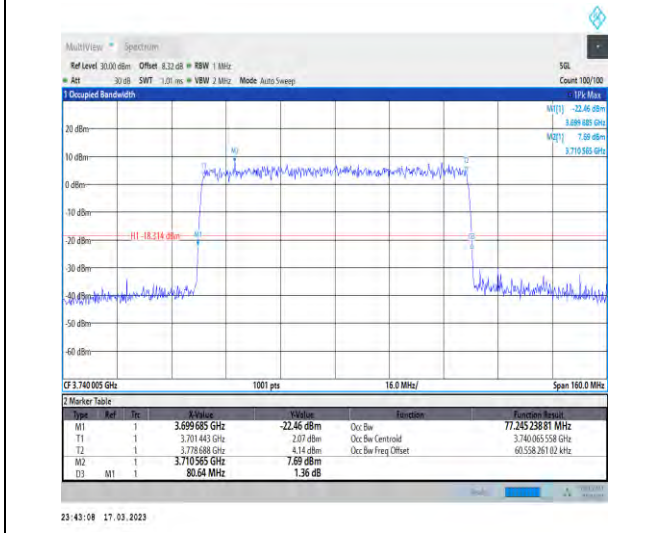 MultiView Spectrum
Ref Level 30.00 dBm Offset 8.32 dB RBW 1 MHz SGL
Att 30 dB SWT 1.01 ms VBW 2 MHz Mode Auto Sweep Count 100/100
1 Occupied Bandwidth 1Pk Max
M1[1] -22.46 dBm
3.699 685 GHz
20 dBm
M2[1] 7.69 dBm
3.710 565 GHz
M2
10 dBm
T1 T2
0 dBm
-10 dBm
H1 -18.314 dBm M1 D3
-20 dBm
-30 dBm
-40 dBm
-50 dBm
-60 dBm
CF 3.740 005 GHz 1001 pts 16.0 MHz/ Span 160.0 MHz
2 Marker Table
Type Ref Trc X-Value Y-Value Function Function Result
M1 1 3.699 685 GHz -22.46 dBm Occ Bw 77.245 238 81 MHz
T1 1 3.701 443 GHz 2.07 dBm Occ Bw Centroid 3.740 065 558 GHz
T2 1 3.778 688 GHz 4.14 dBm Occ Bw Freq Offset 60.558 261 02 kHz
M2 1 3.710 565 GHz 7.69 dBm
D3 M1 1 80.64 MHz 1.36 dB
23:43:08 17.03.2023